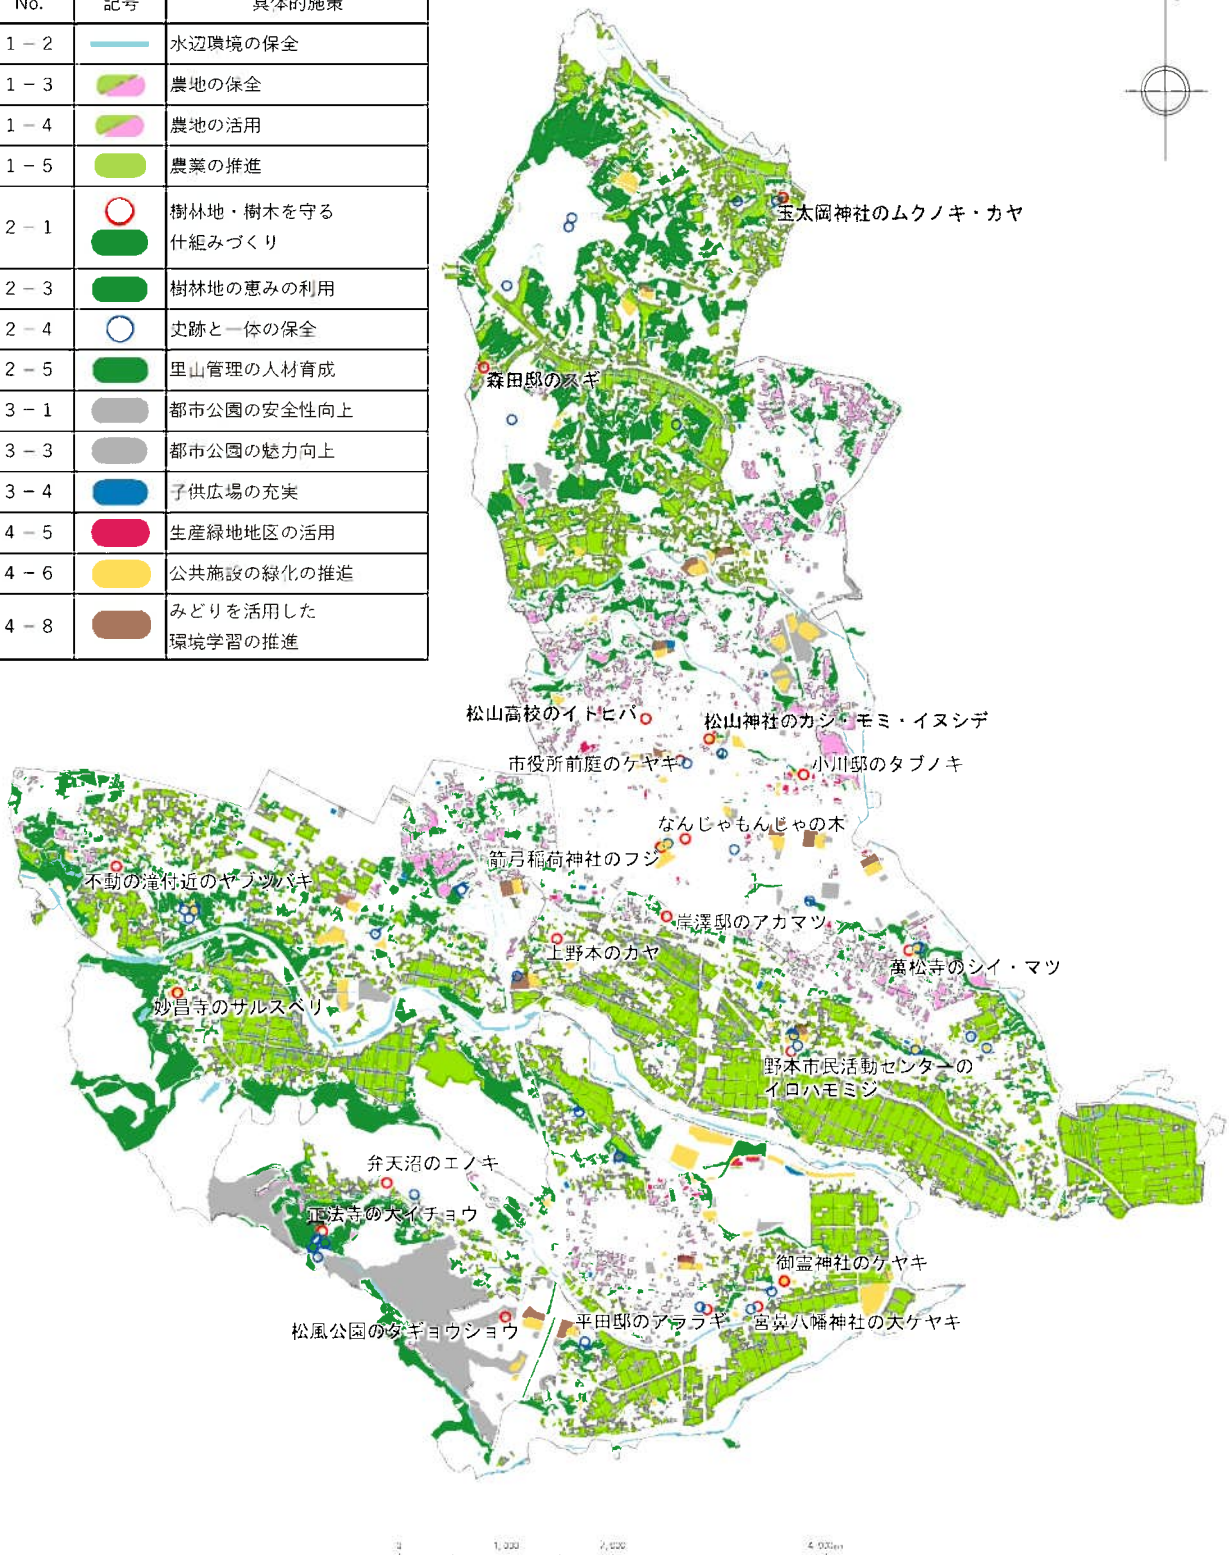 No. 記号 具体的施策
1－2 水辺環境の保全
1－3 農地の保全
1－4 農地の活用
1－5 農業の推進
2－1 樹林地・樹木を守る
仕組みづくり
2－3 樹林地の恵みの利用
2－4 史跡と一体の保全
2－5 里山管理の人材育成
3－1 都市公園の安全性向上
3－3 都市公園の魅力向上
3－4 子供広場の充実
4－5 生産緑地地区の活用
4－6 公共施設の緑化の推進
4－8 みどりを活用した
環境学習の推進
玉太岡神社のムクノキ・カヤ
森田邸のスギ
松山高校のイトヒバ
松山神社のカシ・モミ・イヌシデ
市役所前庭のケヤキ
小川邸のタブノキ
なんじゃもんじゃの木
箭弓稲荷神社のフジ
不動の滝付近のヤブツバキ
岸澤邸のアカマツ
上野本のカヤ
萬松寺のシイ・マツ
妙昌寺のサルスベリ
野本市民活動センターの
イロハモミジ
弁天沼のエノキ
正法寺の大イチョウ
御霊神社のケヤキ
松風公園のダギョウショウ
平田邸のアララギ
宮鼻八幡神社の大ケヤキ
0 1,000 2,000